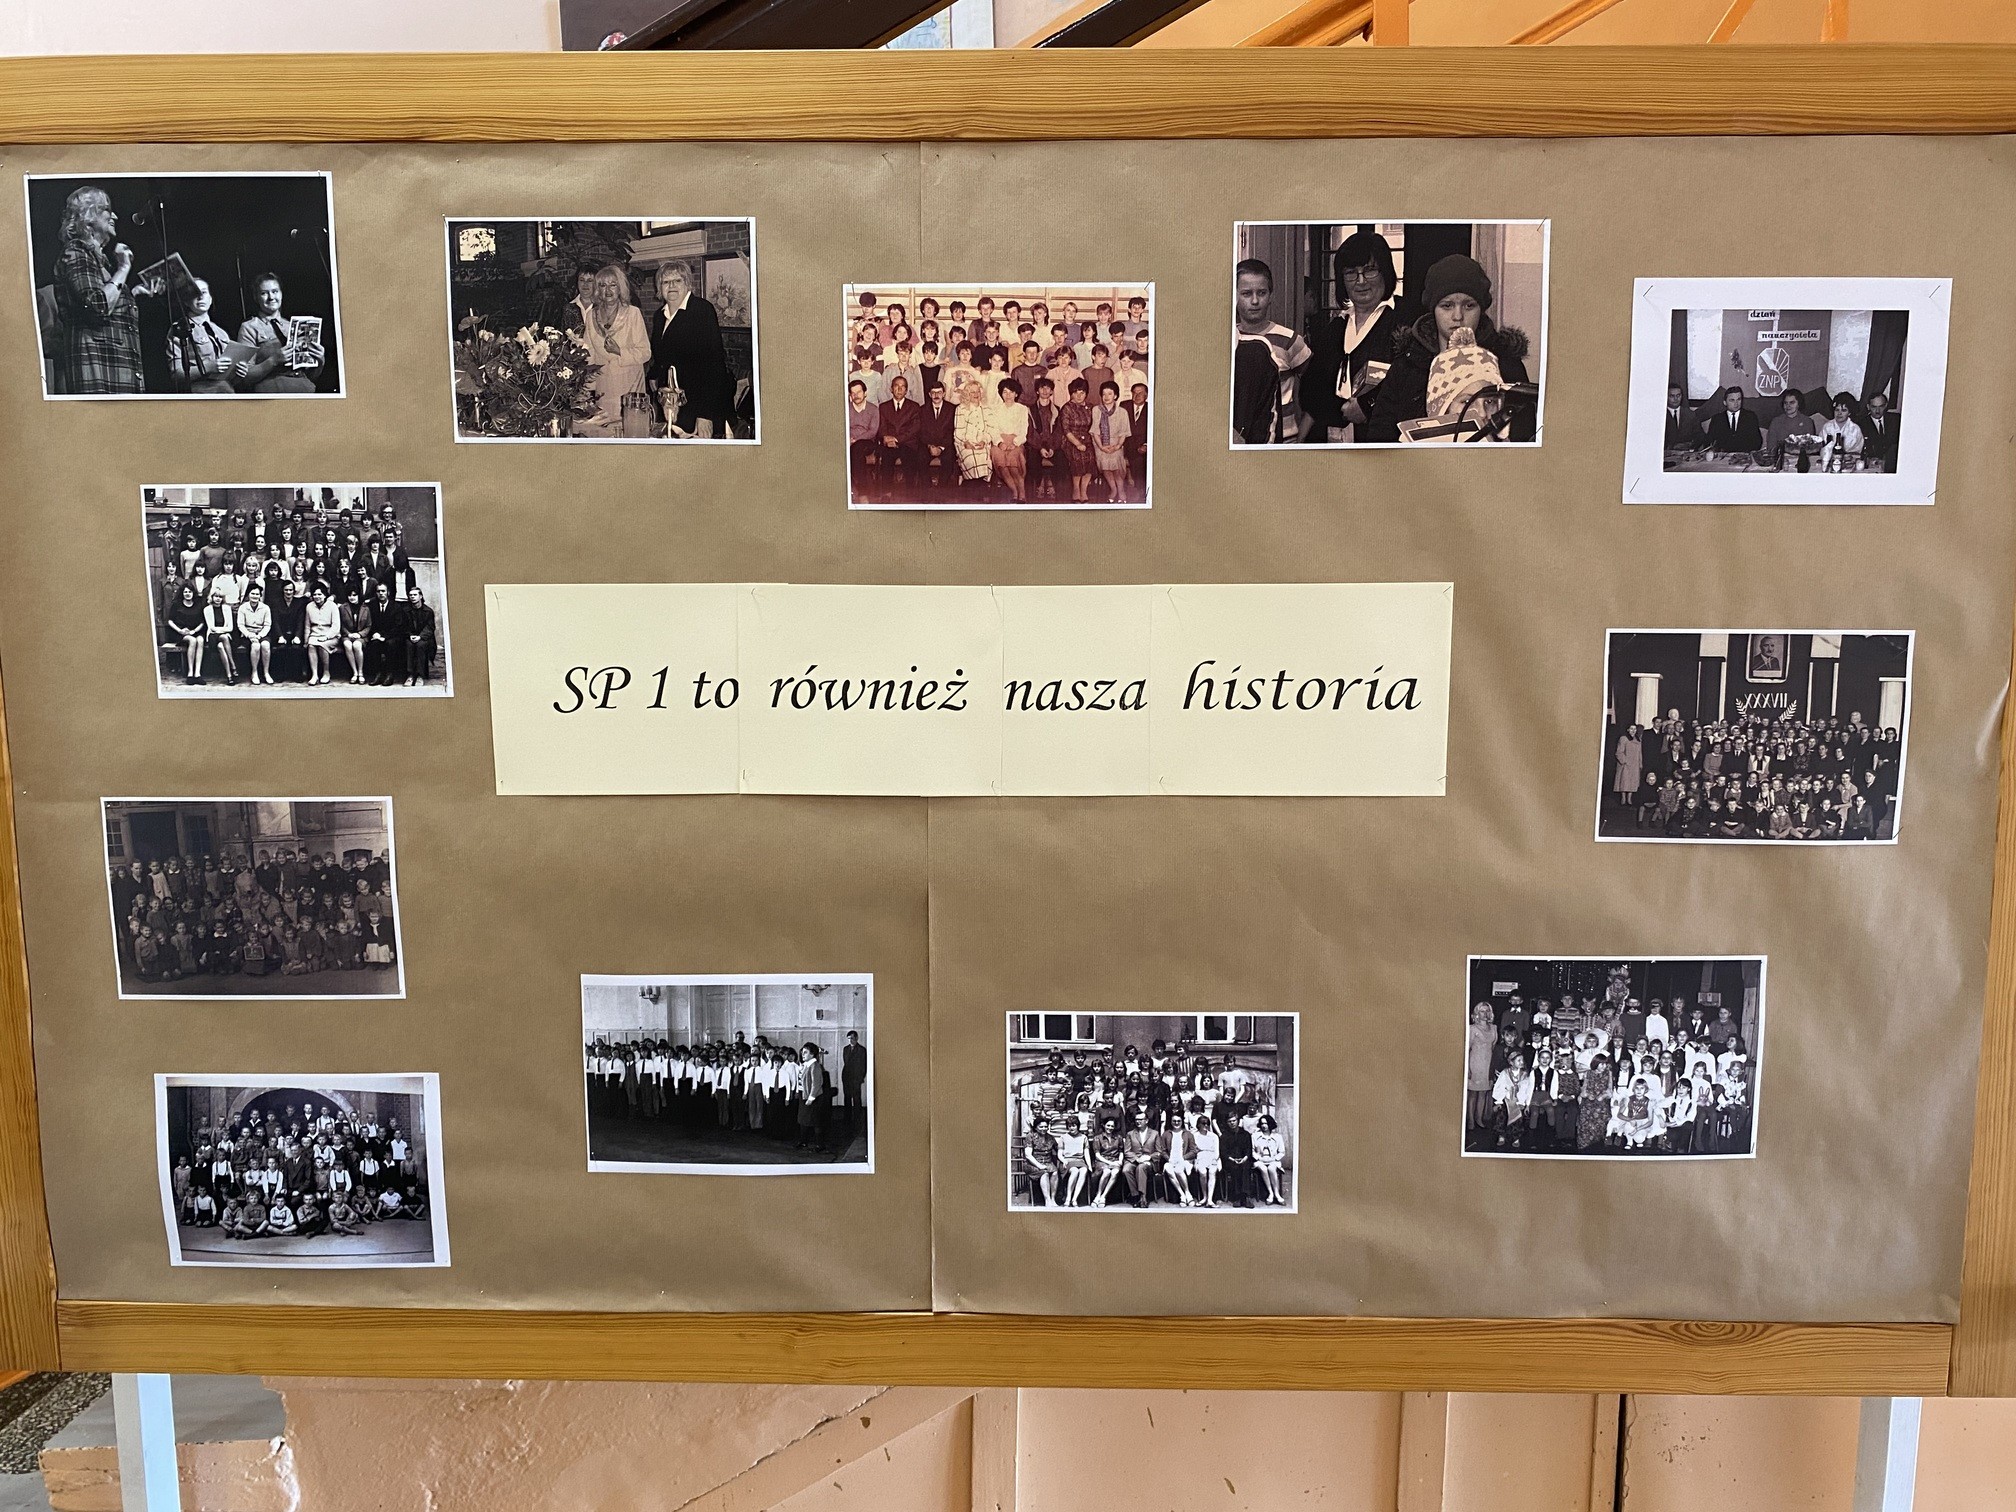 dzień
nauczyciela
ZNP
SP 1 to również nasza historia
XXXVII